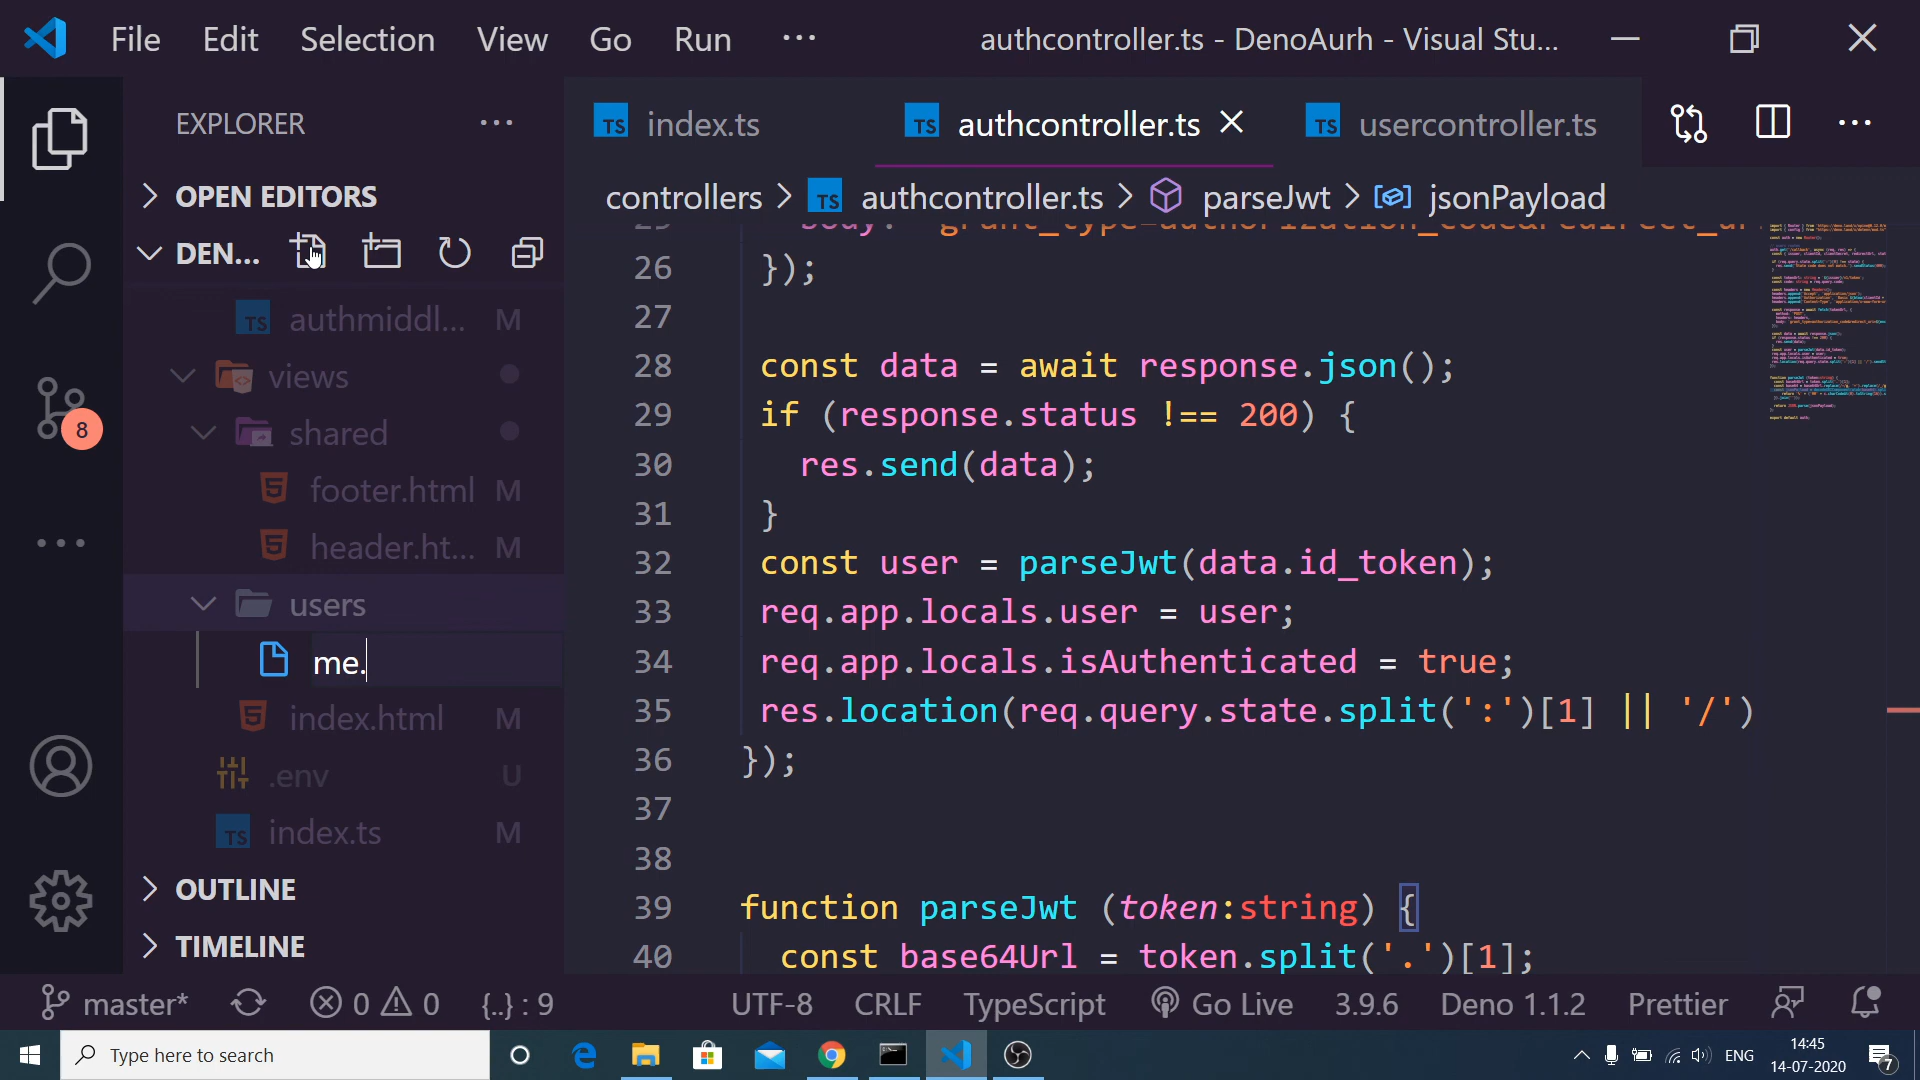 File Edit Selection View Go Run ··· authcontroller.ts - DenoAurh - Visual Stu...
EXPLORER ···
index.ts authcontroller.ts usercontroller.ts
OPEN EDITORS
controllers > authcontroller.ts > parseJwt > jsonPayload
DEN...
26 });
authmiddl... M
27
28 const data = await response.json();
views
29 if (response.status !== 200) {
shared
30 res.send(data);
footer.html M
31 }
header.ht... M
32 const user = parseJwt(data.id_token);
users
33 req.app.locals.user = user;
me.
34 req.app.locals.isAuthenticated = true;
index.html M
35 res.location(req.query.state.split(':')[1] || '/')
36 });
.env U
37
index.ts M
38
OUTLINE
39 function parseJwt (token:string) {
TIMELINE
40 const base64Url = token.split('.')[1];
8
master* 0 0 {..} : 9 UTF-8 CRLF TypeScript Go Live 3.9.6 Deno 1.1.2 Prettier
Type here to search
ENG 14:45
14-07-2020
7